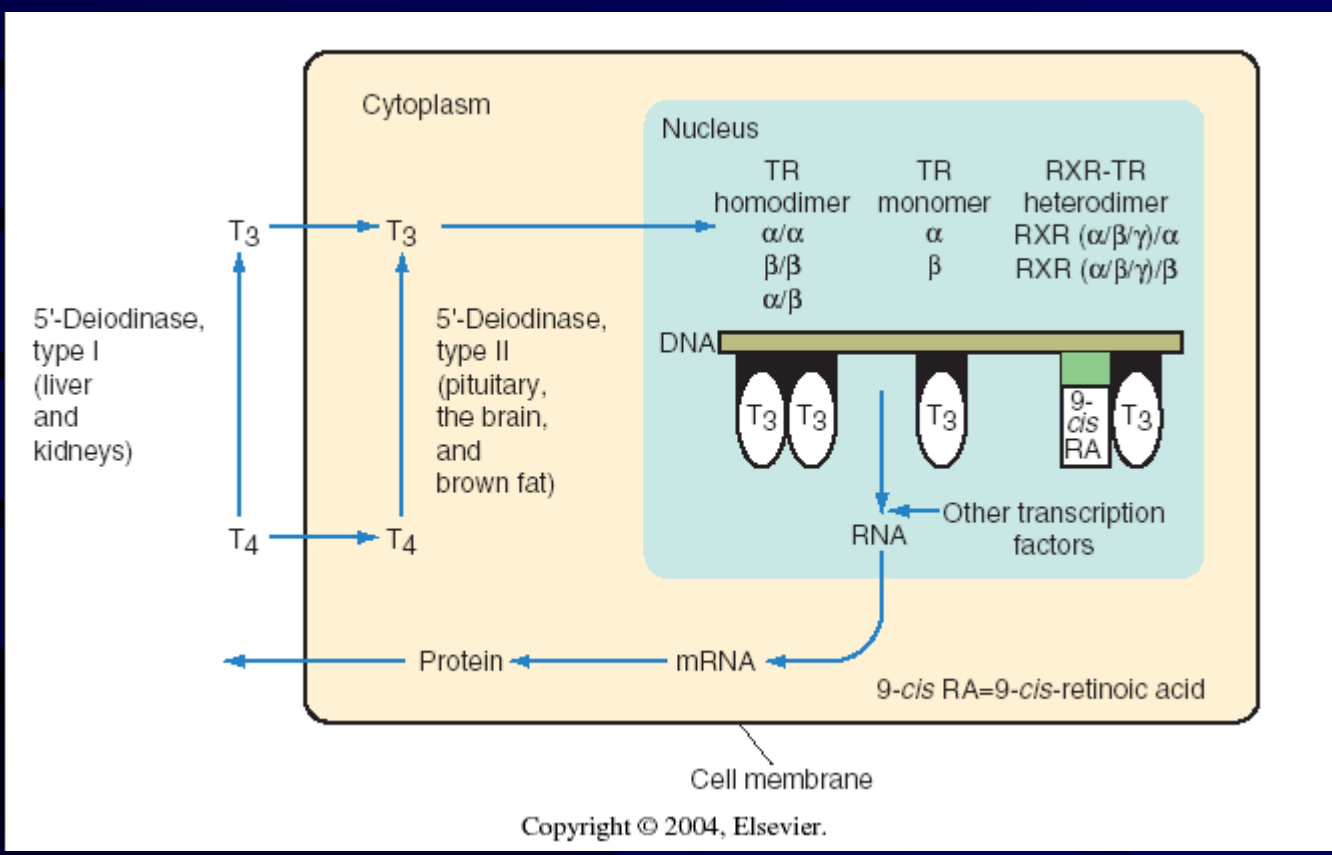 Cytoplasm
Nucleus
TR
homodimer
α/α
β/β
α/β
TR
monomer
α
β
RXR-TR
heterodimer
RXR (α/β/γ)/α
RXR (α/β/γ)/β
T3
T3
5'-Deiodinase,
type I
(liver
and
kidneys)
5'-Deiodinase,
type II
(pituitary,
the brain,
and
brown fat)
DNA
T3
T3
T3
9-
cis
RA
T3
T4
T4
Other transcription
factors
RNA
Protein
mRNA
9-cis RA=9-cis-retinoic acid
Cell membrane
Copyright © 2004, Elsevier.